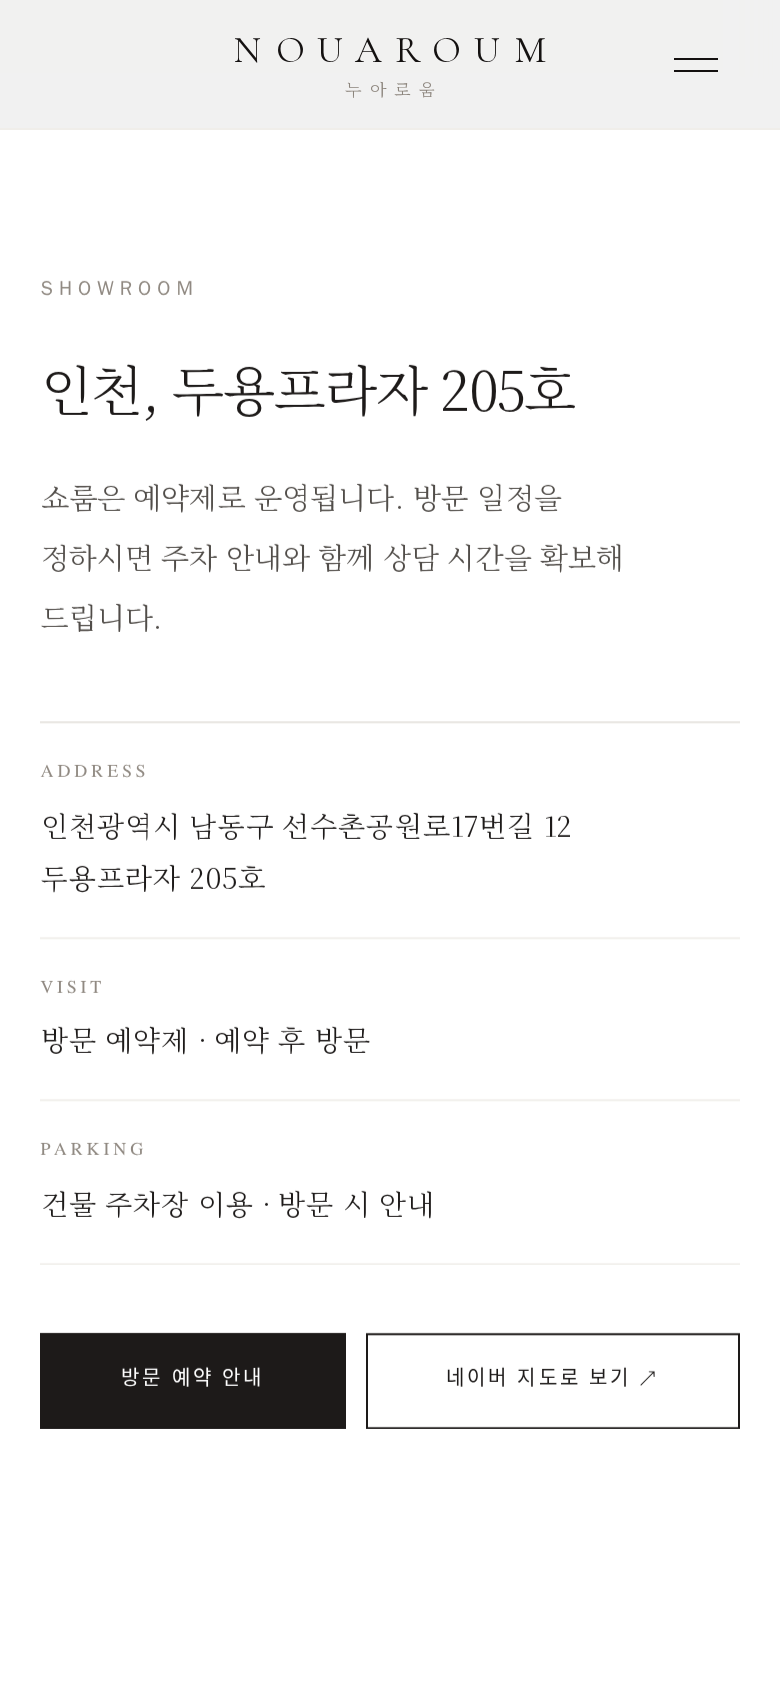 NOUAROUM
누아로움
SHOWROOM
인천, 두용프라자 205호
쇼룸은 예약제로 운영됩니다. 방문 일정을
정하시면 주차 안내와 함께 상담 시간을 확보해
드립니다.
ADDRESS
인천광역시 남동구 선수촌공원로17번길 12
두용프라자 205호
VISIT
방문 예약제 · 예약 후 방문
PARKING
건물 주차장 이용 · 방문 시 안내
방문 예약 안내
네이버 지도로 보기 ↗